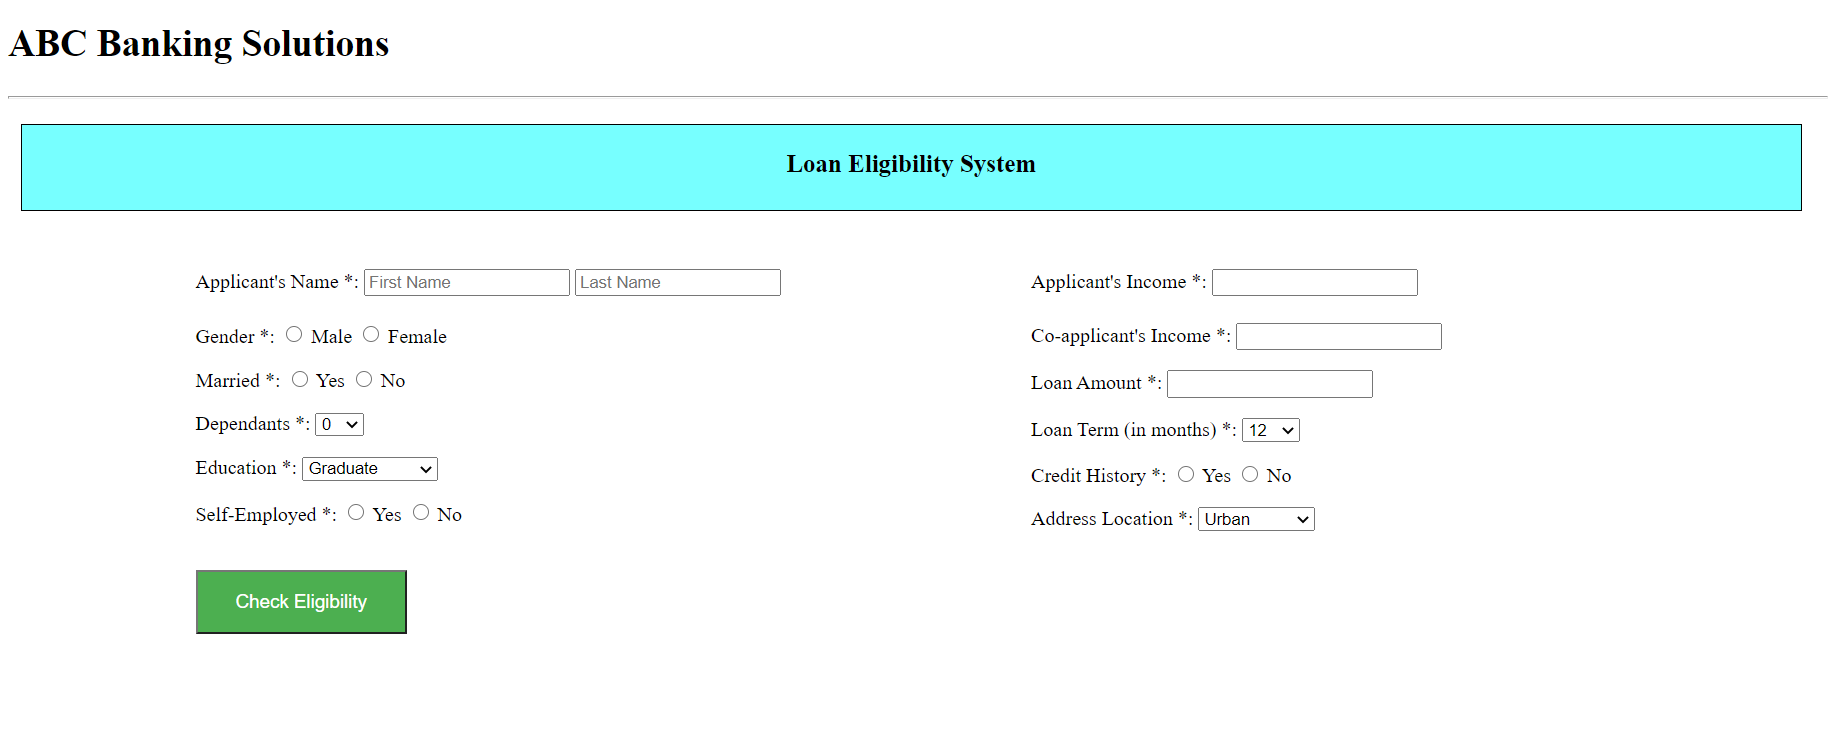 ABC Banking Solutions
Loan Eligibility System
Applicant's Name *: First Name Last Name
Gender *: Male Female
Married *: Yes No
Dependants *: 0
Education *: Graduate
Self-Employed *: Yes No
Check Eligibility
Applicant's Income *:
Co-applicant's Income *:
Loan Amount *:
Loan Term (in months) *: 12
Credit History *: Yes No
Address Location *: Urban